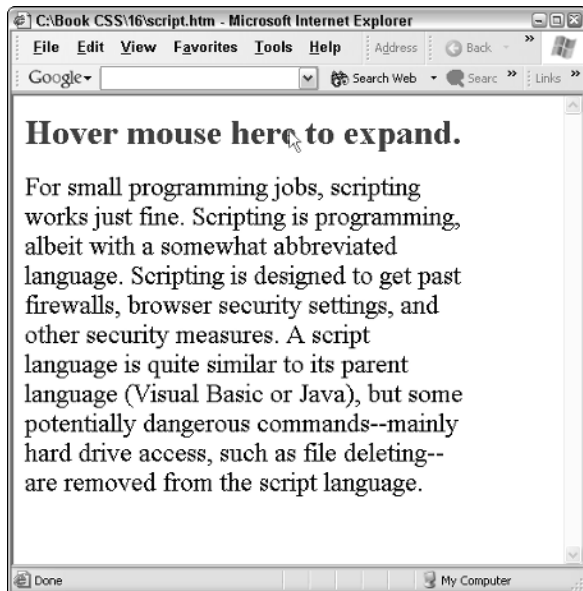 C:\Book CSS\16\script.htm - Microsoft Internet Explorer
File Edit View Favorites Tools Help Address Back »
Google Search Web Searc » Links »
Hover mouse here to expand.
For small programming jobs, scripting
works just fine. Scripting is programming,
albeit with a somewhat abbreviated
language. Scripting is designed to get past
firewalls, browser security settings, and
other security measures. A script
language is quite similar to its parent
language (Visual Basic or Java), but some
potentially dangerous commands--mainly
hard drive access, such as file deleting--
are removed from the script language.
Done My Computer